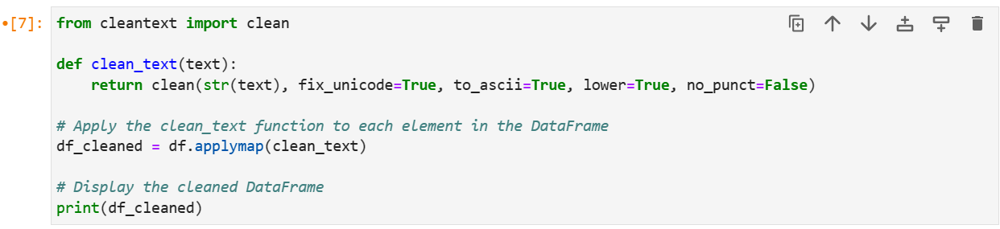 •[7]: from cleantext import clean
def clean_text(text):
    return clean(str(text), fix_unicode=True, to_ascii=True, lower=True, no_punct=False)
# Apply the clean_text function to each element in the DataFrame
df_cleaned = df.applymap(clean_text)
# Display the cleaned DataFrame
print(df_cleaned)